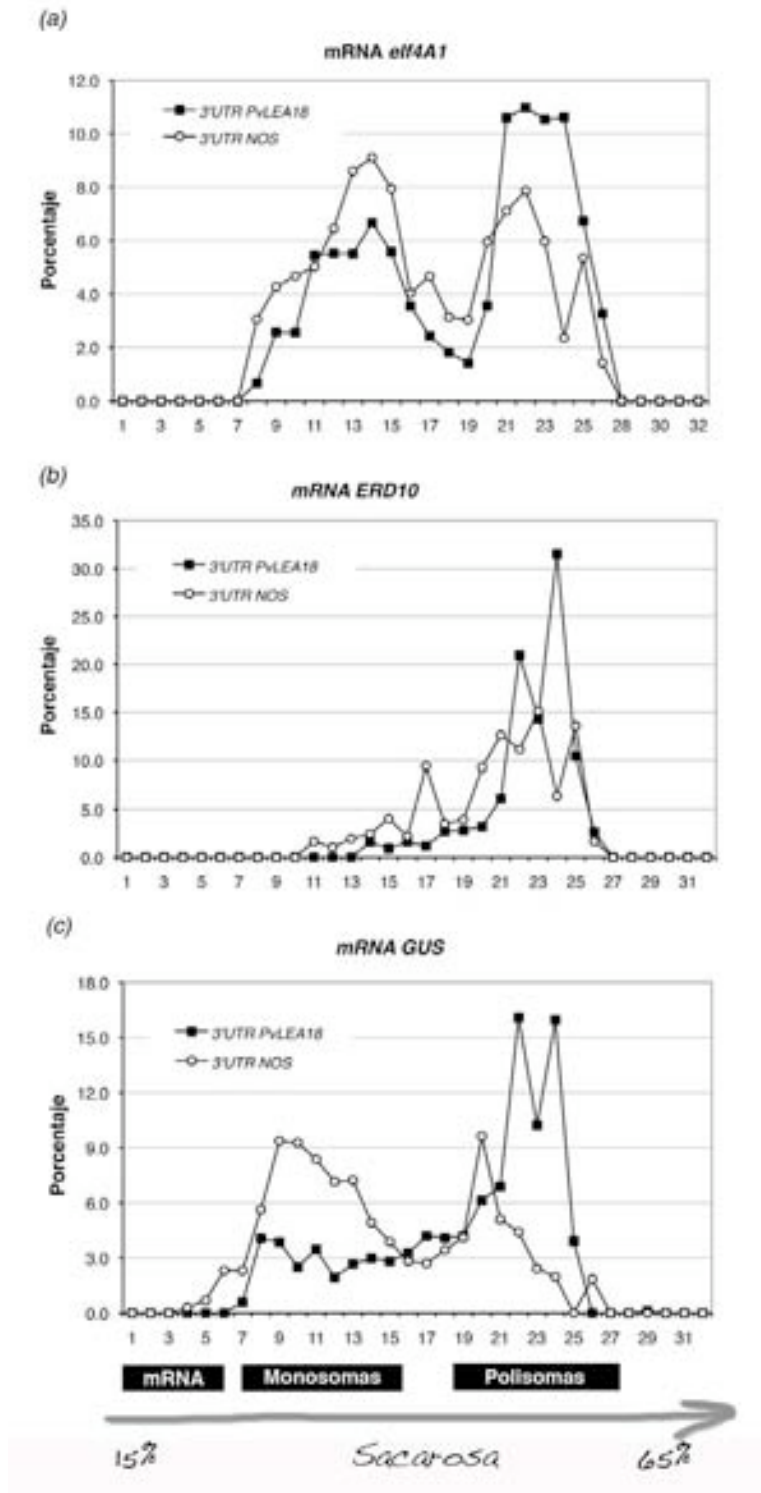 (a)
mRNA elf4A1
12.0
10.0
8.0
6.0
4.0
2.0
0.0
Porcentaje
3'UTR PvLEA18
3'UTR NOS
1 3 5 7 9 11 13 15 17 19 21 23 25 28 30 32
(b)
mRNA ERD10
35.0
30.0
25.0
20.0
15.0
10.0
5.0
0.0
Porcentaje
3'UTR PvLEA18
3'UTR NOS
1 3 5 7 9 11 13 15 17 19 21 23 25 27 29 31
(c)
mRNA GUS
18.0
15.0
12.0
9.0
6.0
3.0
0.0
Porcentaje
3'UTR PvLEA18
3'UTR NOS
1 3 5 7 9 11 13 15 17 19 21 23 25 27 29 31
mRNA Monosomas Polisomas
15% Sacarosa 65%